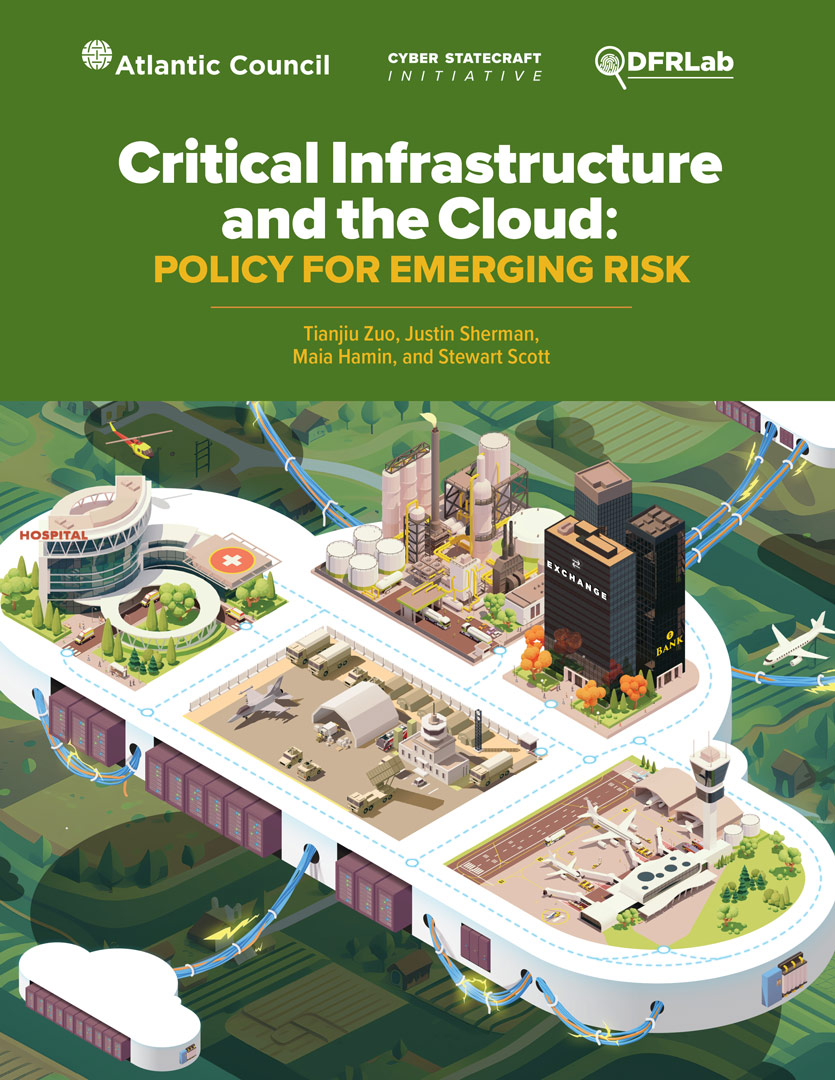 Atlantic Council
CYBER STATECRAFT
INITIATIVE
DFRLab
Critical Infrastructure
and the Cloud:
POLICY FOR EMERGING RISK
Tianjiu Zuo, Justin Sherman,
Maia Hamin, and Stewart Scott
HOSPITAL
EXCHANGE
BANK